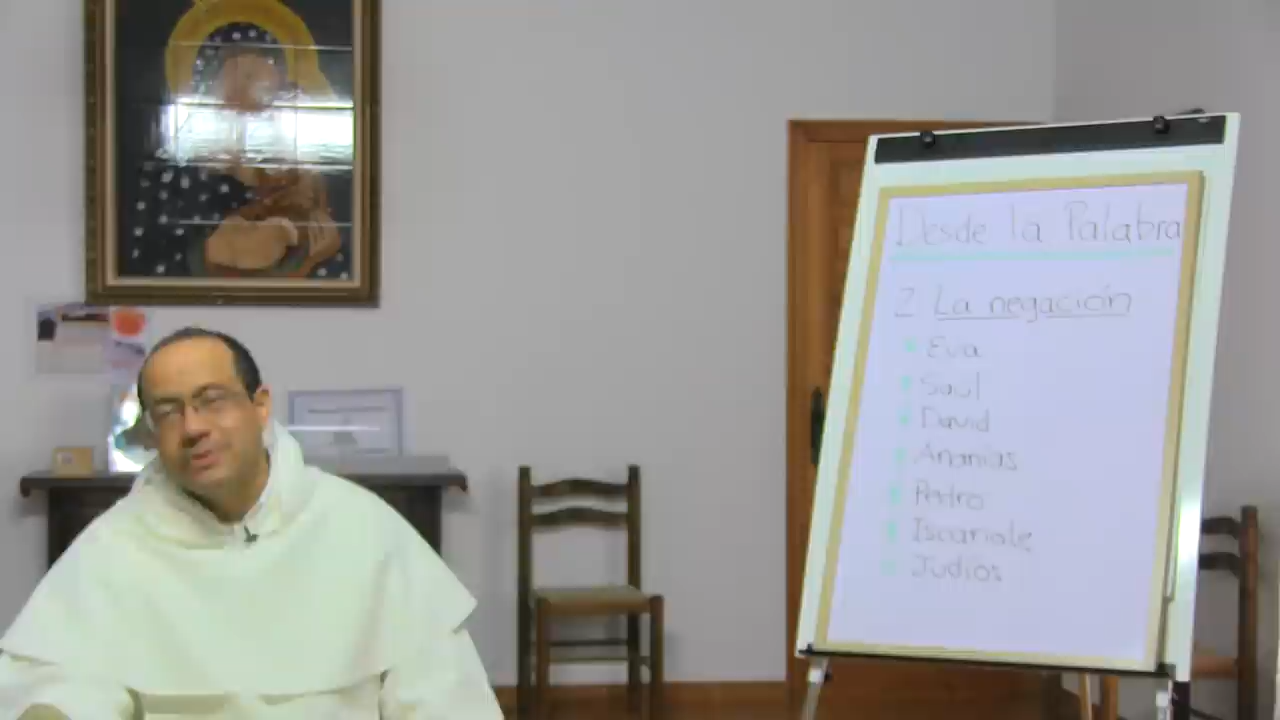 Desde la Palabra
2 La negación
Eva
Saúl
David
Ananías
Pedro
Iscariote
Judíos